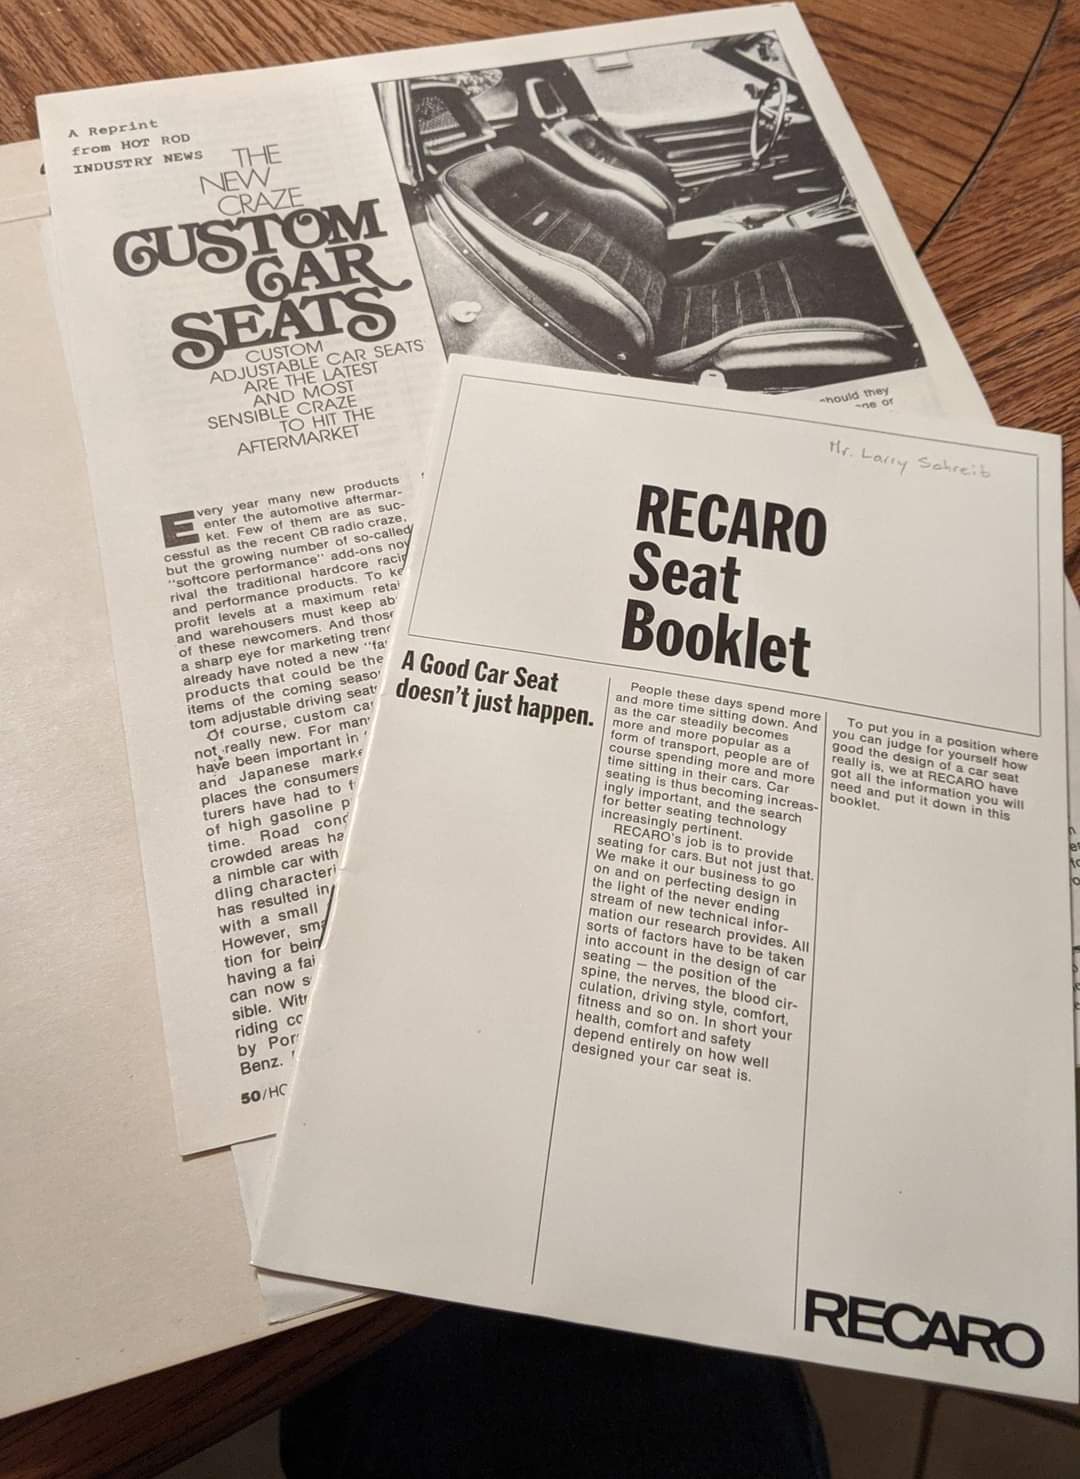 A Reprint
from HOT ROD
INDUSTRY NEWS
THE
NEW
CRAZE
CUSTOM
CAR
SEATS
CUSTOM
ADJUSTABLE CAR SEATS
ARE THE LATEST
AND MOST
SENSIBLE CRAZE
TO HIT THE
AFTERMARKET
Every year many new products
enter the automotive aftermar-
ket. Few of them are as suc-
cessful as the recent CB radio craze,
but the growing number of so-called
"softcore performance" add-ons now
rival the traditional hardcore
and performance products. To
profit levels at a maximum
and warehousers must keep
of these newcomers. And those
a sharp eye for marketing
already have noted a new
products that could be the
items of the coming
tom adjustable driving
Of course, custom
not really new. For
have been important in
and Japanese
places the consumers
turers have had to
of high gasoline
time. Road
crowded areas
a nimble car with
dling
has resulted in
with a small
However,
tion for
having a
can now
sible.
riding
by
Benz.
50/
should they
or
Mr. Larry Schreib
RECARO
Seat
Booklet
A Good Car Seat
doesn't just happen.
People these days spend more
and more time sitting down. And
as the car steadily becomes
more and more popular as a
form of transport, people are of
course spending more and more
time sitting in their cars. Car
seating is thus becoming increas-
ingly important, and the search
for better seating technology
increasingly pertinent.
RECARO's job is to provide
seating for cars. But not just that.
We make it our business to go
on and on perfecting design in
the light of the never ending
stream of new technical infor-
mation our research provides. All
sorts of factors have to be taken
into account in the design of car
seating — the position of the
spine, the nerves, the blood cir-
culation, driving style, comfort,
fitness and so on. In short your
health, comfort and safety
depend entirely on how well
designed your car seat is.
To put you in a position where
you can judge for yourself how
good the design of a car seat
really is, we at RECARO have
got all the information you will
need and put it down in this
booklet.
RECARO